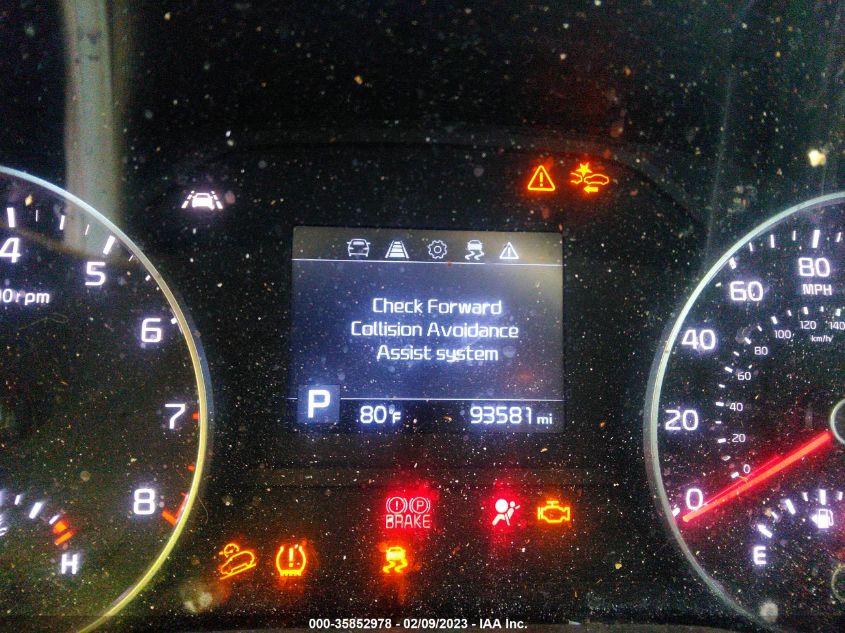 4
5
6
7
8
rpm
H
Check Forward
Collision Avoidance
Assist system
P
80°F
93581 mi
BRAKE
P
80
MPH
60
40
20
0
140
120
100
80
60
40
20
0
km/h
E
000-35852978 - 02/09/2023 - IAA Inc.